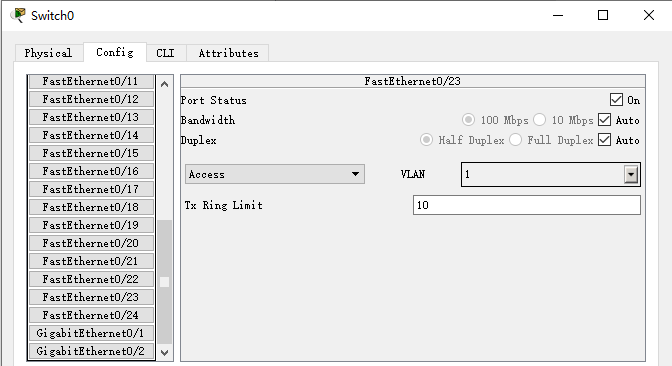 Switch0
Physical Config CLI Attributes
FastEthernet0/11
FastEthernet0/12
FastEthernet0/13
FastEthernet0/14
FastEthernet0/15
FastEthernet0/16
FastEthernet0/17
FastEthernet0/18
FastEthernet0/19
FastEthernet0/20
FastEthernet0/21
FastEthernet0/22
FastEthernet0/23
FastEthernet0/24
GigabitEthernet0/1
GigabitEthernet0/2
FastEthernet0/23
Port Status On
Bandwidth 100 Mbps 10 Mbps Auto
Duplex Half Duplex Full Duplex Auto
Access VLAN 1
Tx Ring Limit 10